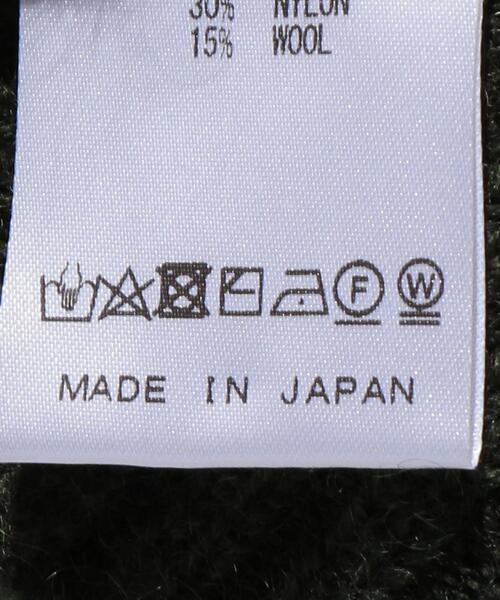 30% NYLON
15% WOOL
F W
MADE IN JAPAN